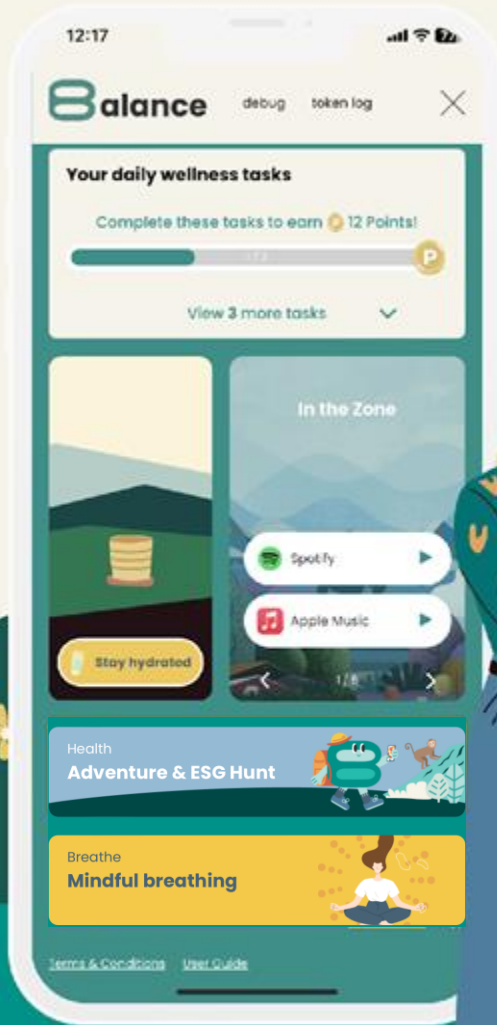 12:17
Balance debug token log
Your daily wellness tasks
Complete these tasks to earn P 12 Points!
P
View 3 more tasks
In the Zone
Spotify
Apple Music
Stay hydrated
1/8
Health
Adventure & ESG Hunt
Breathe
Mindful breathing
Terms & Conditions User Guide